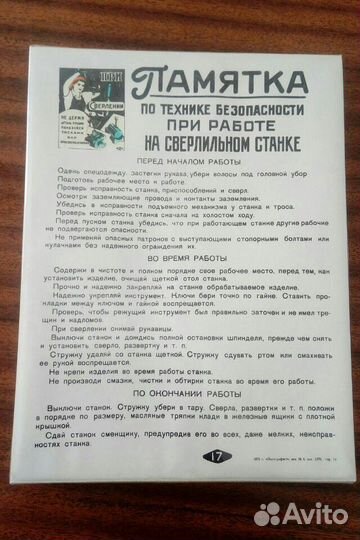 ПРИ
СВЕРЛЕНИИ
НЕ ДЕРЖИ
ПАМЯТКА
ПО ТЕХНИКЕ БЕЗОПАСНОСТИ
ПРИ РАБОТЕ
НА СВЕРЛИЛЬНОМ СТАНКЕ
ПЕРЕД НАЧАЛОМ РАБОТЫ
Одень спецодежду, застегни рукава, убери волосы под головной убор
Подготовь рабочее место к работе.
Проверь исправность станка, приспособлений и сверл.
Осмотри заземляющие провода и контакты заземления.
Убедись в исправности подъемного механизма у станка и троса.
Проверь исправность станка сначала на холостом ходу.
Перед пуском станка убедись, что при работающем станке другие рабочие
не подвергаются опасности.
Не применяй опасных патронов с выступающими стопорными болтами или
кулачками без надежного ограждения их.
ВО ВРЕМЯ РАБОТЫ
Содержи в чистоте и полном порядке свое рабочее место, перед тем, как
установить изделие, очищай щеткой стол станка.
Прочно и надежно закрепляй на станке обрабатываемое изделие.
Надежно укрепляй инструмент. Ключи бери точно по гайке. Ставить про-
кладки между ключом и гайкой воспрещается.
Проверь, чтобы режущий инструмент был правильно заточен и не имел тре-
щин и надломов.
При сверлении снимай рукавицы.
Выключи станок и дождись полной остановки шпинделя, прежде чем снять
и установить сверло, развертку и т. п.
Стружку удаляй со станка щеткой. Стружку сдувать ртом или смахивать
ее рукой воспрещается.
Не крепи изделия во время работы станка.
Не производи смазки, чистки и обтирки станка во время его работы.
ПО ОКОНЧАНИИ РАБОТЫ
Выключи станок. Стружку убери в тару. Сверла, развертки и т. п. положи
в порядке по размеру, масляные тряпки клади в железные ящики с плотной
крышкой.
Сдай станок сменщику, предупредив его во всех, даже мелких, неисправ-
ностях станка.
17
Avito